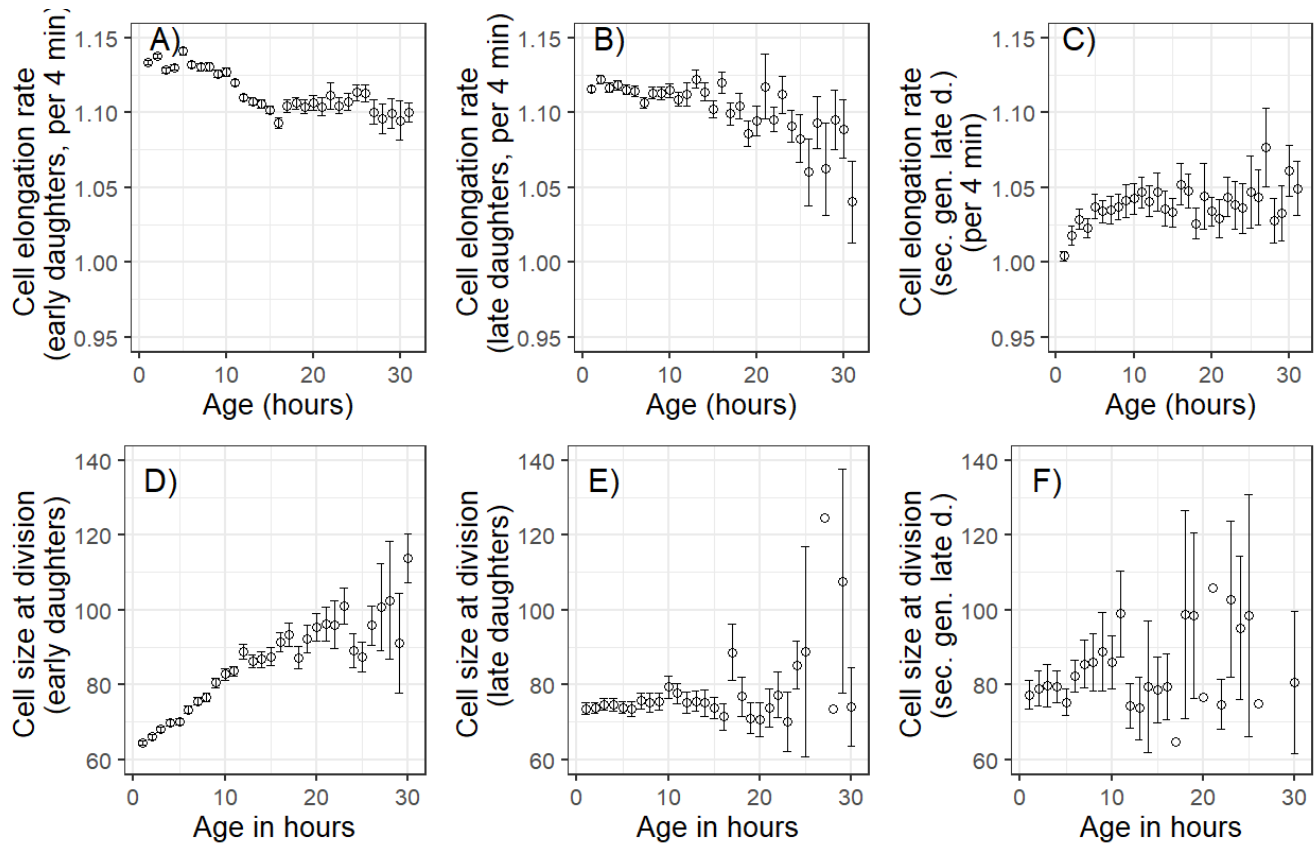 A)
Cell elongation rate
(early daughters, per 4 min)
1.15
1.10
1.05
1.00
0.95
0 10 20 30
Age (hours)
B)
Cell elongation rate
(late daughters, per 4 min)
1.15
1.10
1.05
1.00
0.95
0 10 20 30
Age (hours)
C)
Cell elongation rate
(sec. gen. late d.)
(per 4 min)
1.15
1.10
1.05
1.00
0.95
0 10 20 30
Age (hours)
D)
Cell size at division
(early daughters)
140
120
100
80
60
0 10 20 30
Age in hours
E)
Cell size at division
(late daughters)
140
120
100
80
60
0 10 20 30
Age in hours
F)
Cell size at division
(sec. gen. late d.)
140
120
100
80
60
0 10 20 30
Age in hours